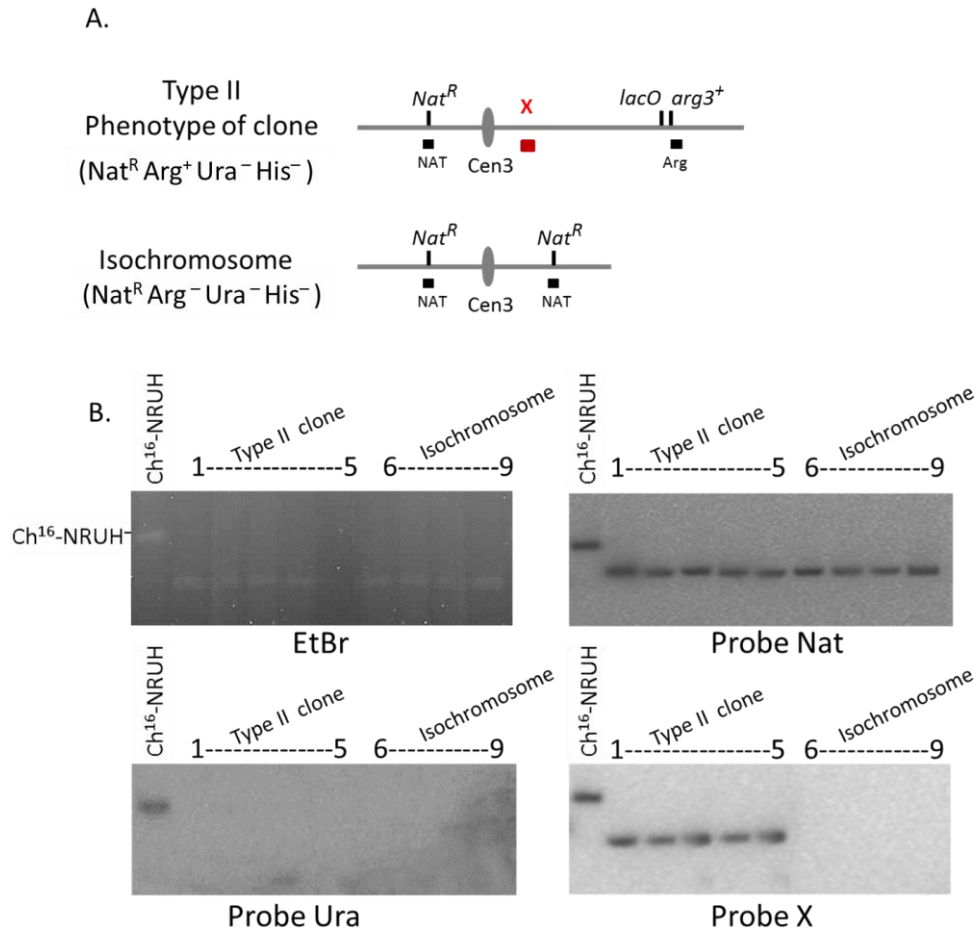 A.
Type II
Phenotype of clone
(Natᴿ Arg⁺ Ura⁻ His⁻)
Natᴿ X lacO arg3⁺
NAT Cen3 Arg
Isochromosome
(Natᴿ Arg⁻ Ura⁻ His⁻)
Natᴿ Natᴿ
NAT Cen3 NAT
B.
Ch¹⁶-NRUH Type II clone Isochromosome
1------------------5 6-----------9
Ch¹⁶-NRUH
EtBr
Ch¹⁶-NRUH Type II clone Isochromosome
1------------------5 6-----------9
Probe Nat
Ch¹⁶-NRUH Type II clone Isochromosome
1------------------5 6-----------9
Probe Ura
Ch¹⁶-NRUH Type II clone Isochromosome
1------------------5 6-----------9
Probe X